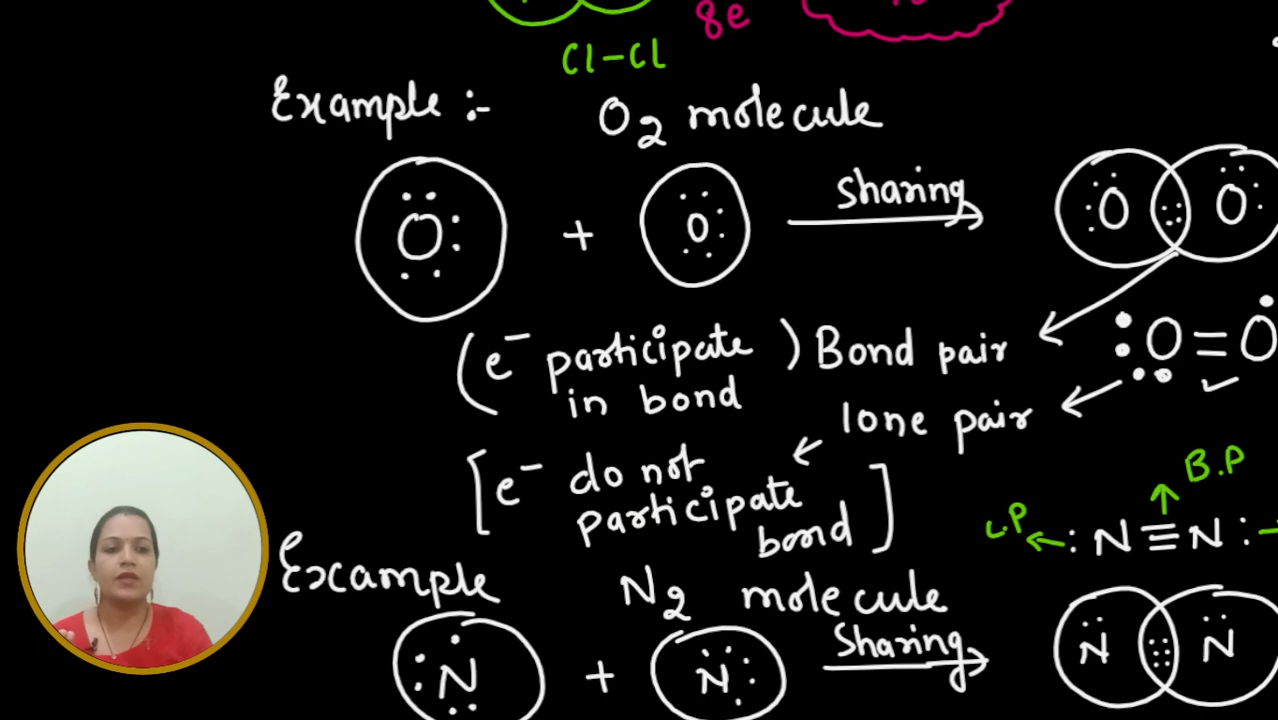 8e
Cl-Cl
Example :-
O2 molecule
O + O
Sharing
O O
(e- participate in bond) Bond pair
O=O
lone pair
[e- do not participate bond]
B.P
L.P
:N≡N:
Example
N2 molecule
N + N
Sharing
N N